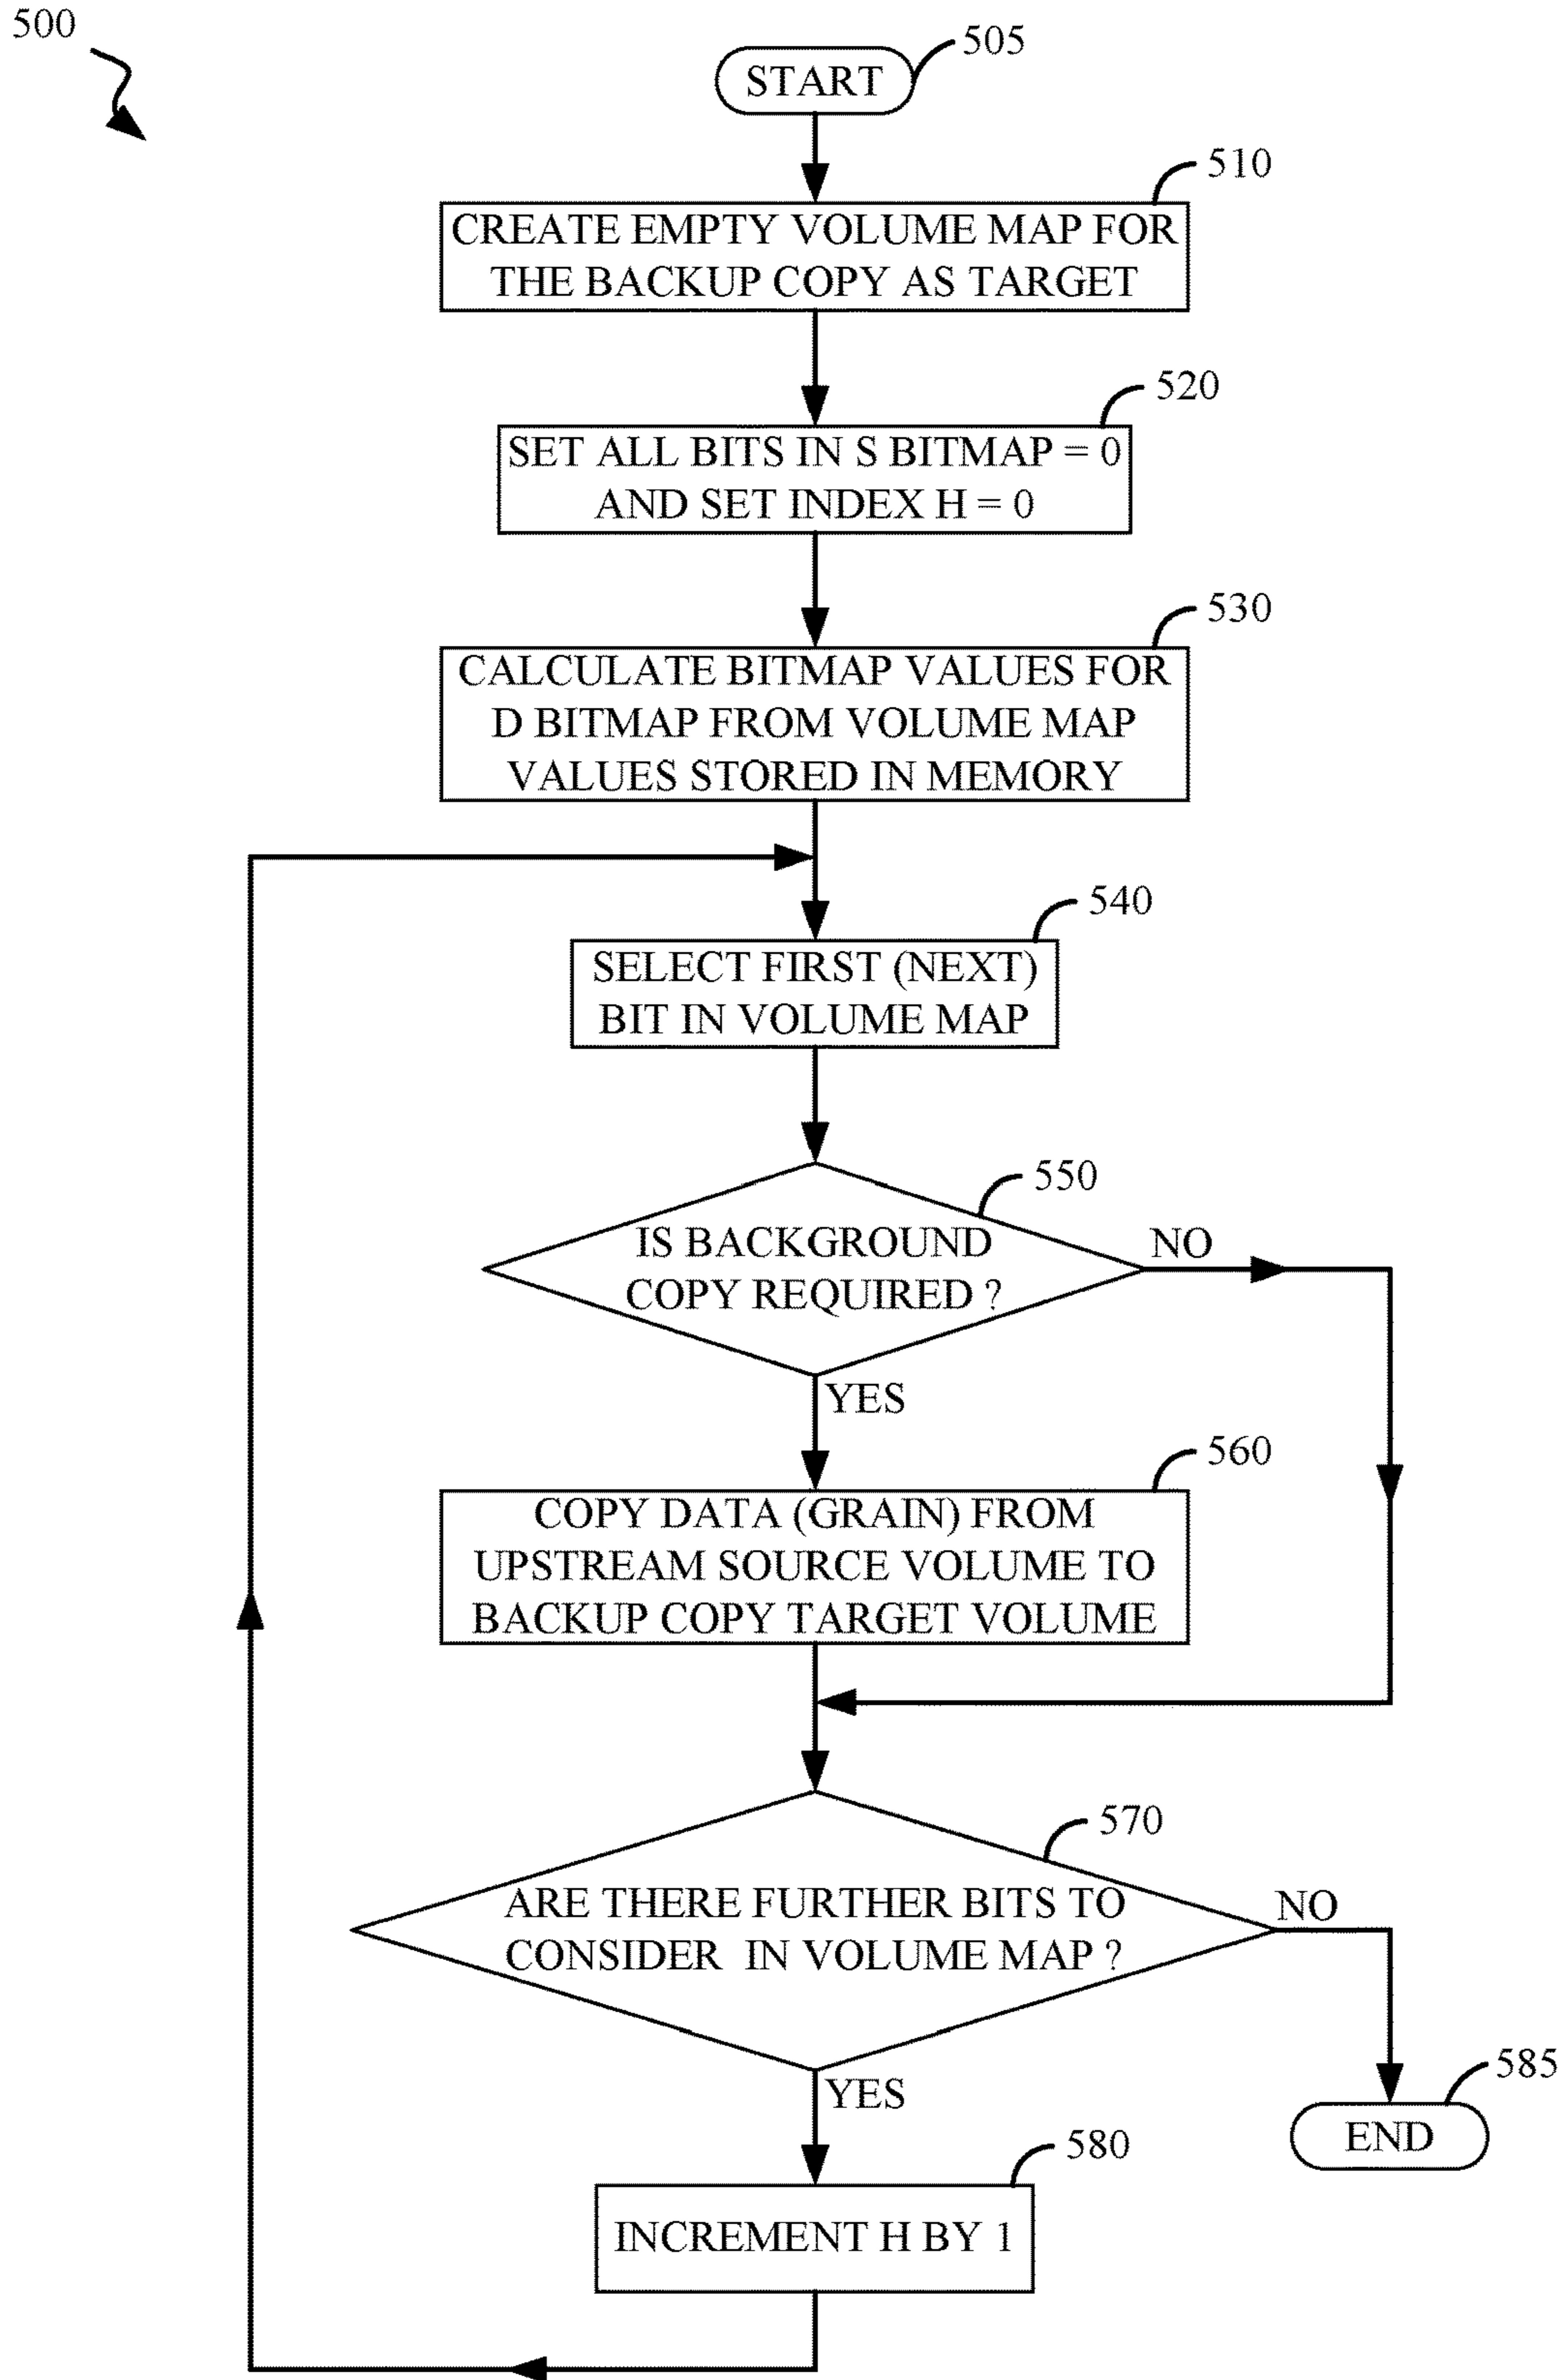 500
START
505
510
CREATE EMPTY VOLUME MAP FOR
THE BACKUP COPY AS TARGET
520
SET ALL BITS IN S BITMAP = 0
AND SET INDEX H = 0
530
CALCULATE BITMAP VALUES FOR
D BITMAP FROM VOLUME MAP
VALUES STORED IN MEMORY
540
SELECT FIRST (NEXT)
BIT IN VOLUME MAP
550
IS BACKGROUND
COPY REQUIRED ?
NO
YES
560
COPY DATA (GRAIN) FROM
UPSTREAM SOURCE VOLUME TO
BACKUP COPY TARGET VOLUME
570
ARE THERE FURTHER BITS TO
CONSIDER IN VOLUME MAP ?
NO
YES
585
END
580
INCREMENT H BY 1